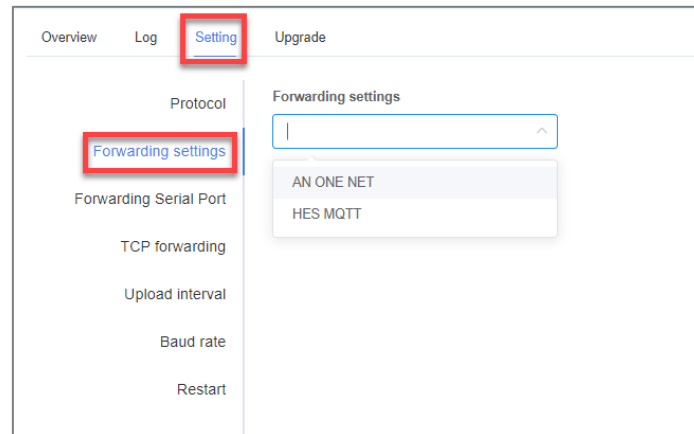 Overview Log Setting Upgrade
Protocol
Forwarding settings
Forwarding Serial Port
TCP forwarding
Upload interval
Baud rate
Restart
Forwarding settings
AN ONE NET
HES MQTT